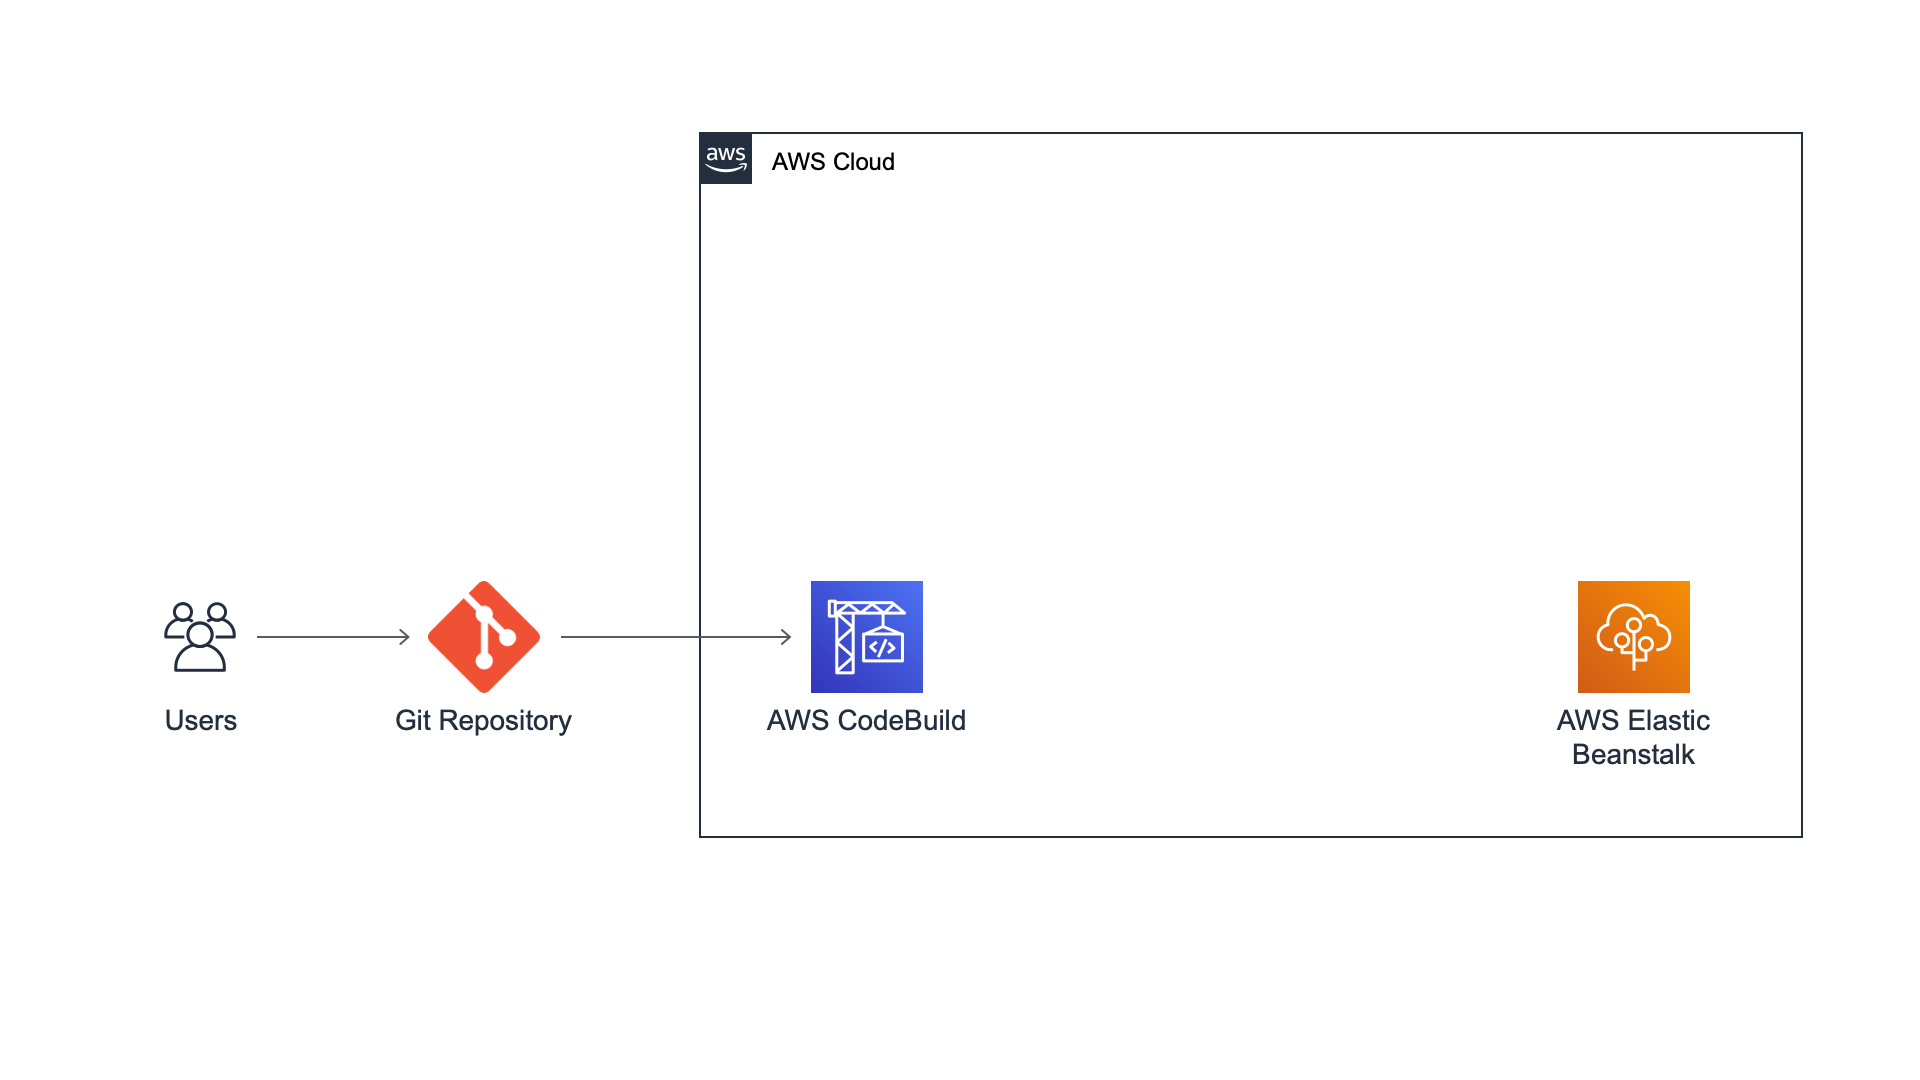 aws
AWS Cloud
</>
Users
Git Repository
AWS CodeBuild
AWS Elastic
Beanstalk